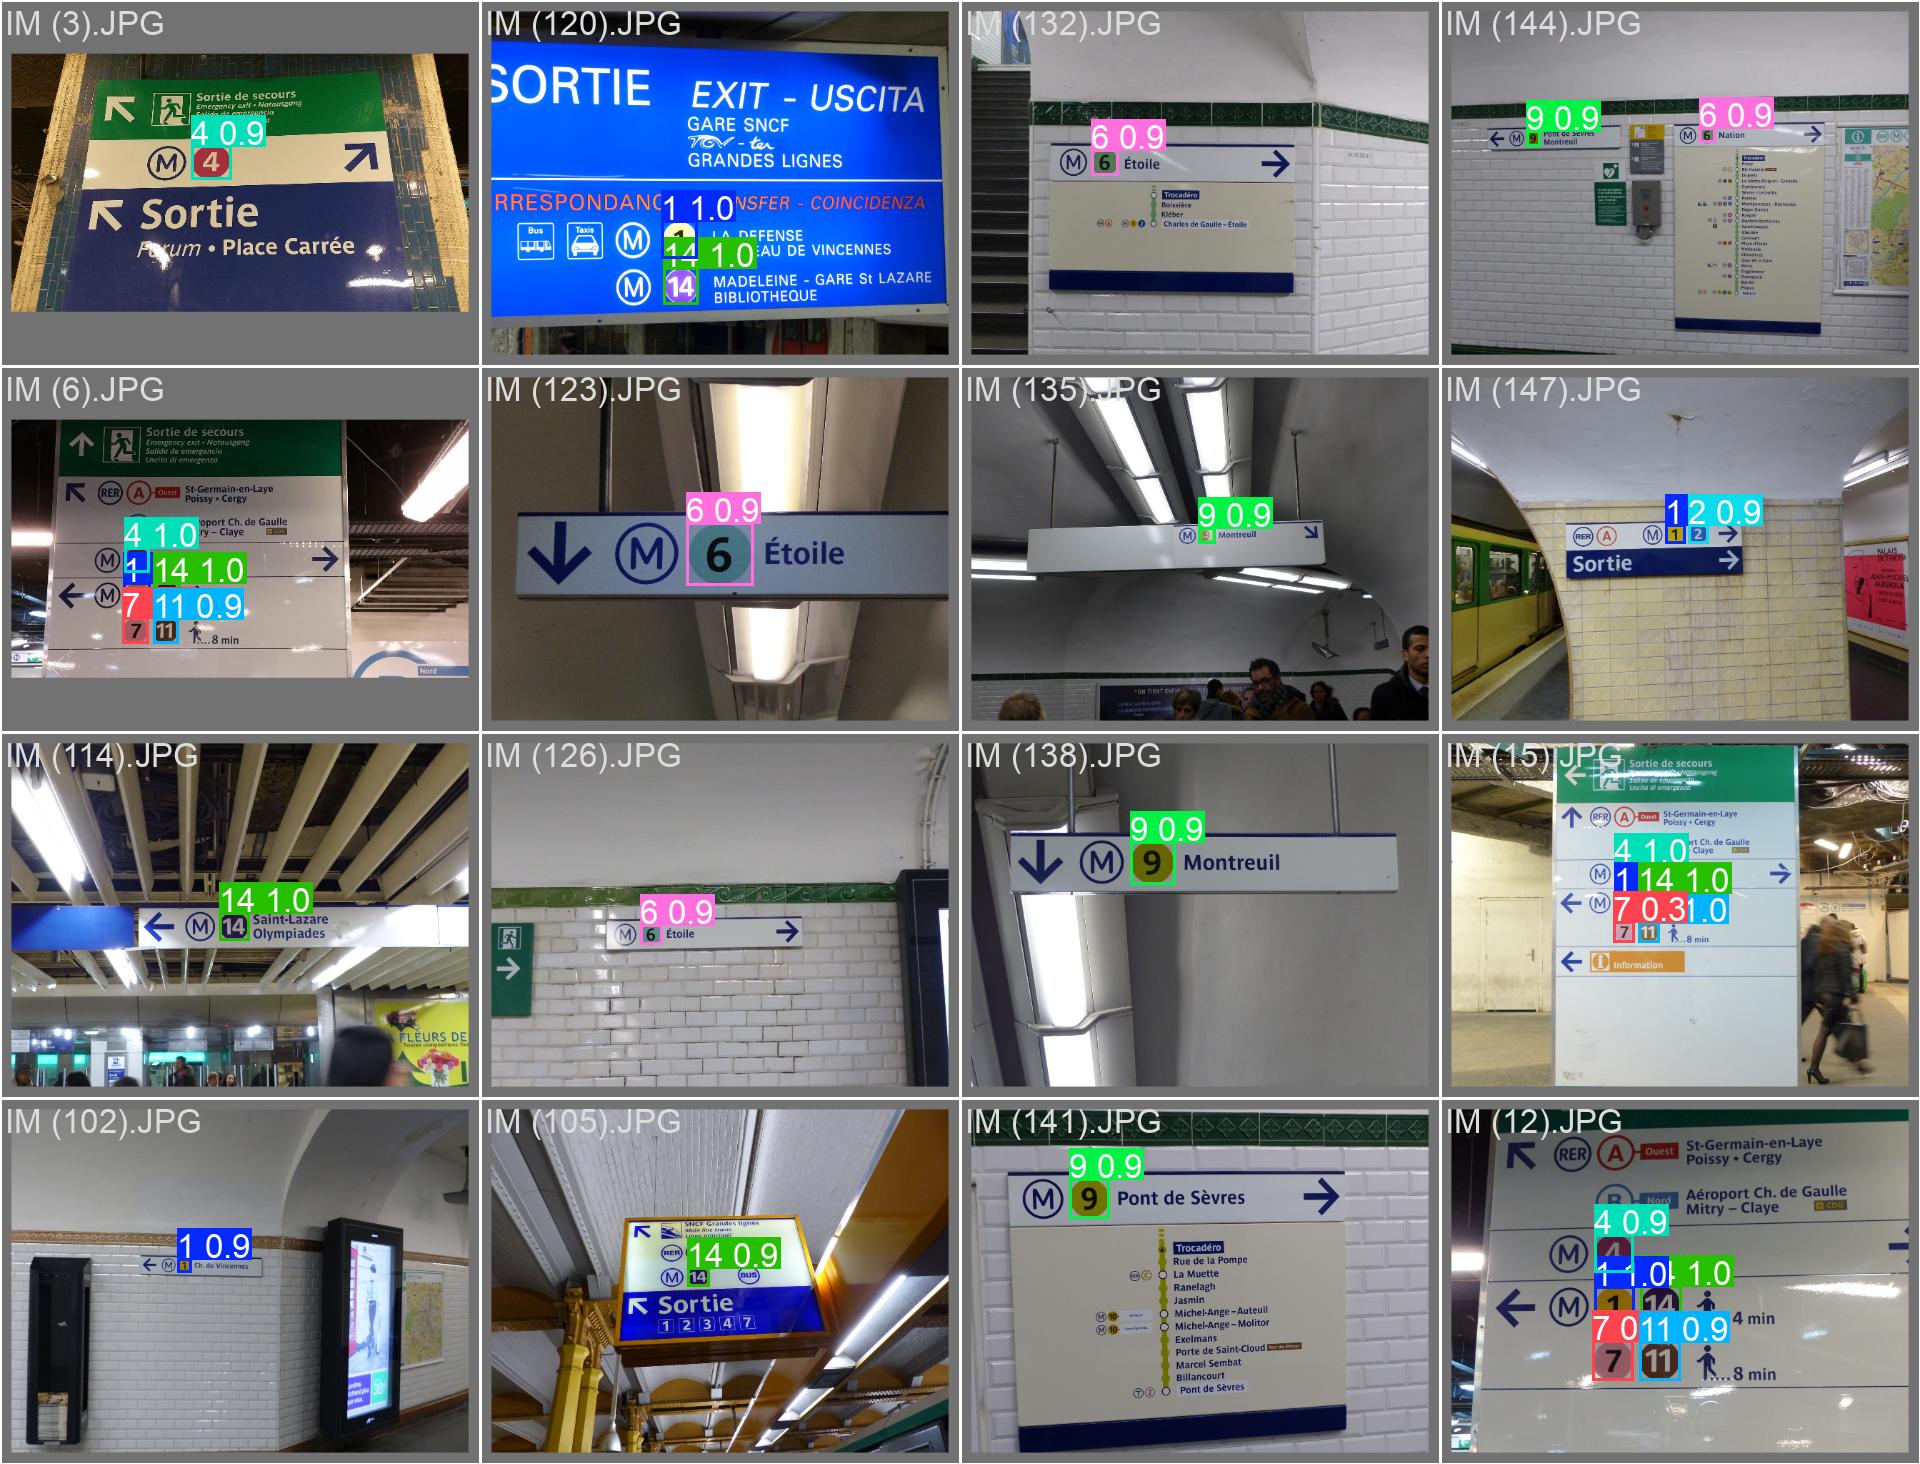 IM (3).JPG
Sortie de secours
Emergency exit • Notausgang
4 0.9
M 4
Sortie
Forum • Place Carrée
IM (120).JPG
SORTIE EXIT - USCITA
GARE SNCF
TGV - ter
GRANDES LIGNES
RRESPONDANC NSFER - COINCIDENZA
1 1.0
Bus Taxis M 1 LA DEFENSE
EAU DE VINCENNES
14 1.0
M 14 MADELEINE - GARE St LAZARE
BIBLIOTHEQUE
IM (132).JPG
6 0.9
M 6 Étoile
Trocadéro
Boissière
Kléber
Charles de Gaulle - Étoile
IM (144).JPG
9 0.9
M 9 Pont de Sèvres
Montreuil
6 0.9
M 6 Nation
Trocadéro
IM (6).JPG
Sortie de secours
Emergency exit • Notausgang
Salida de emergencia
Uscita di emergenza
RER A Ouest St-Germain-en-Laye
Poissy • Cergy
oport Ch. de Gaulle
try – Claye
4 1.0
M
1 14 1.0
M
7 11 0.9
7 11 8 min
Nord
IM (123).JPG
6 0.9
M 6 Étoile
IM (135).JPG
9 0.9
M 9 Montreuil
IM (147).JPG
1 2 0.9
RER A M 1 2
Sortie
PALAIS
DE TOKYO
JEAN-MICHEL
ALBEROLA
IM (114).JPG
14 1.0
M 14 Saint-Lazare
Olympiades
FLEURS DE
IM (126).JPG
6 0.9
M 6 Étoile
IM (138).JPG
9 0.9
M 9 Montreuil
IM (15).JPG
Sortie de secours
Salida de emergencia
Uscita di emergenza
RER A Ouest St-Germain-en-Laye
Poissy • Cergy
rt Ch. de Gaulle
Claye
4 1.0
M
1 14 1.0
M
7 0.3 1.0
7 11 8 min
i Information
IM (102).JPG
1 0.9
M 1 Ch. de Vincennes
IM (105).JPG
SNCF Grandes lignes
RER
14 0.9
M 14 BUS
Sortie
1 2 3 4 7
IM (141).JPG
9 0.9
M 9 Pont de Sèvres
Trocadéro
Rue de la Pompe
La Muette
Ranelagh
Jasmin
Michel-Ange – Auteuil
Michel-Ange – Molitor
Exelmans
Porte de Saint-Cloud
Marcel Sembat
Billancourt
Pont de Sèvres
IM (12).JPG
RER A Ouest St-Germain-en-Laye
Poissy • Cergy
B Nord Aéroport Ch. de Gaulle
Mitry – Claye CDG
4 0.9
M 4
1 1.0 1.0
M 1 14 4 min
7 0 11 0.9
7 11 8 min